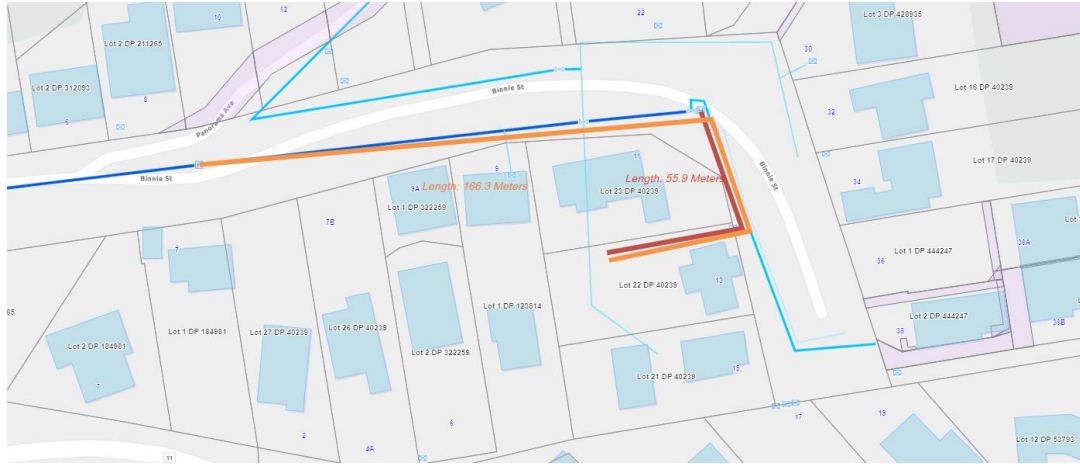 12
10
22
Lot 3 DP 428935
Lot 2 DP 211265
30
Lot 2 DP 312093
Binnie St
Lot 16 DP 40239
8
6
Panorama Ave
32
Binnie St
9
11
Lot 17 DP 40239
9A
Length: 166.3 Meters
Length: 55.9 Meters
Binnie St
34
Lot 1 DP 322259
Lot 23 DP 40239
7B
Lot
38A
7
Lot 1 DP 444247
36
13
Lot 22 DP 40239
65
Lot 1 DP 123814
Lot 2 DP 444247
38B
38
Lot 1 DP 184981
Lot 27 DP 40239
Lot 26 DP 40239
Lot 2 DP 184981
Lot 2 DP 322259
15
Lot 21 DP 40239
7
17
19
6
2
4A
Lot 12 DP 53793
11